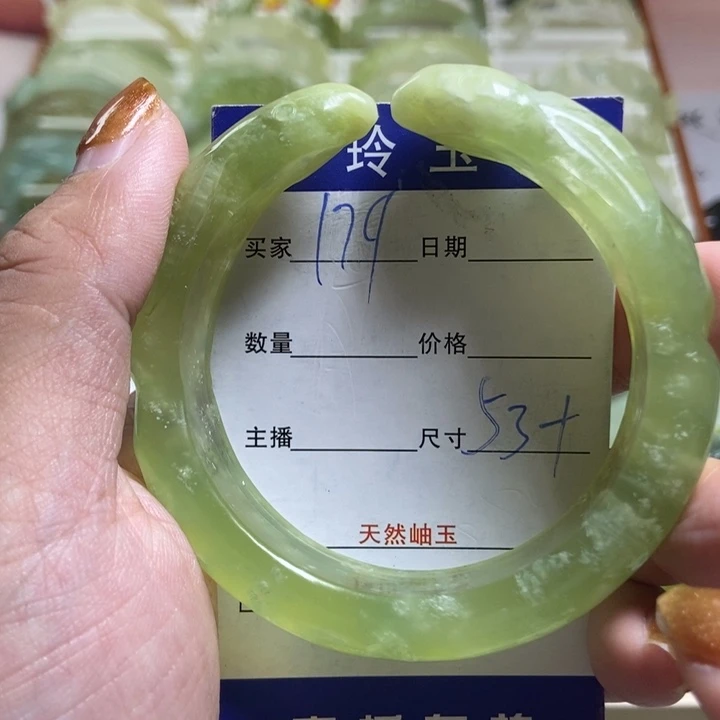 玲玉
买家 179 日期
数量 价格
主播 尺寸 53+
天然岫玉